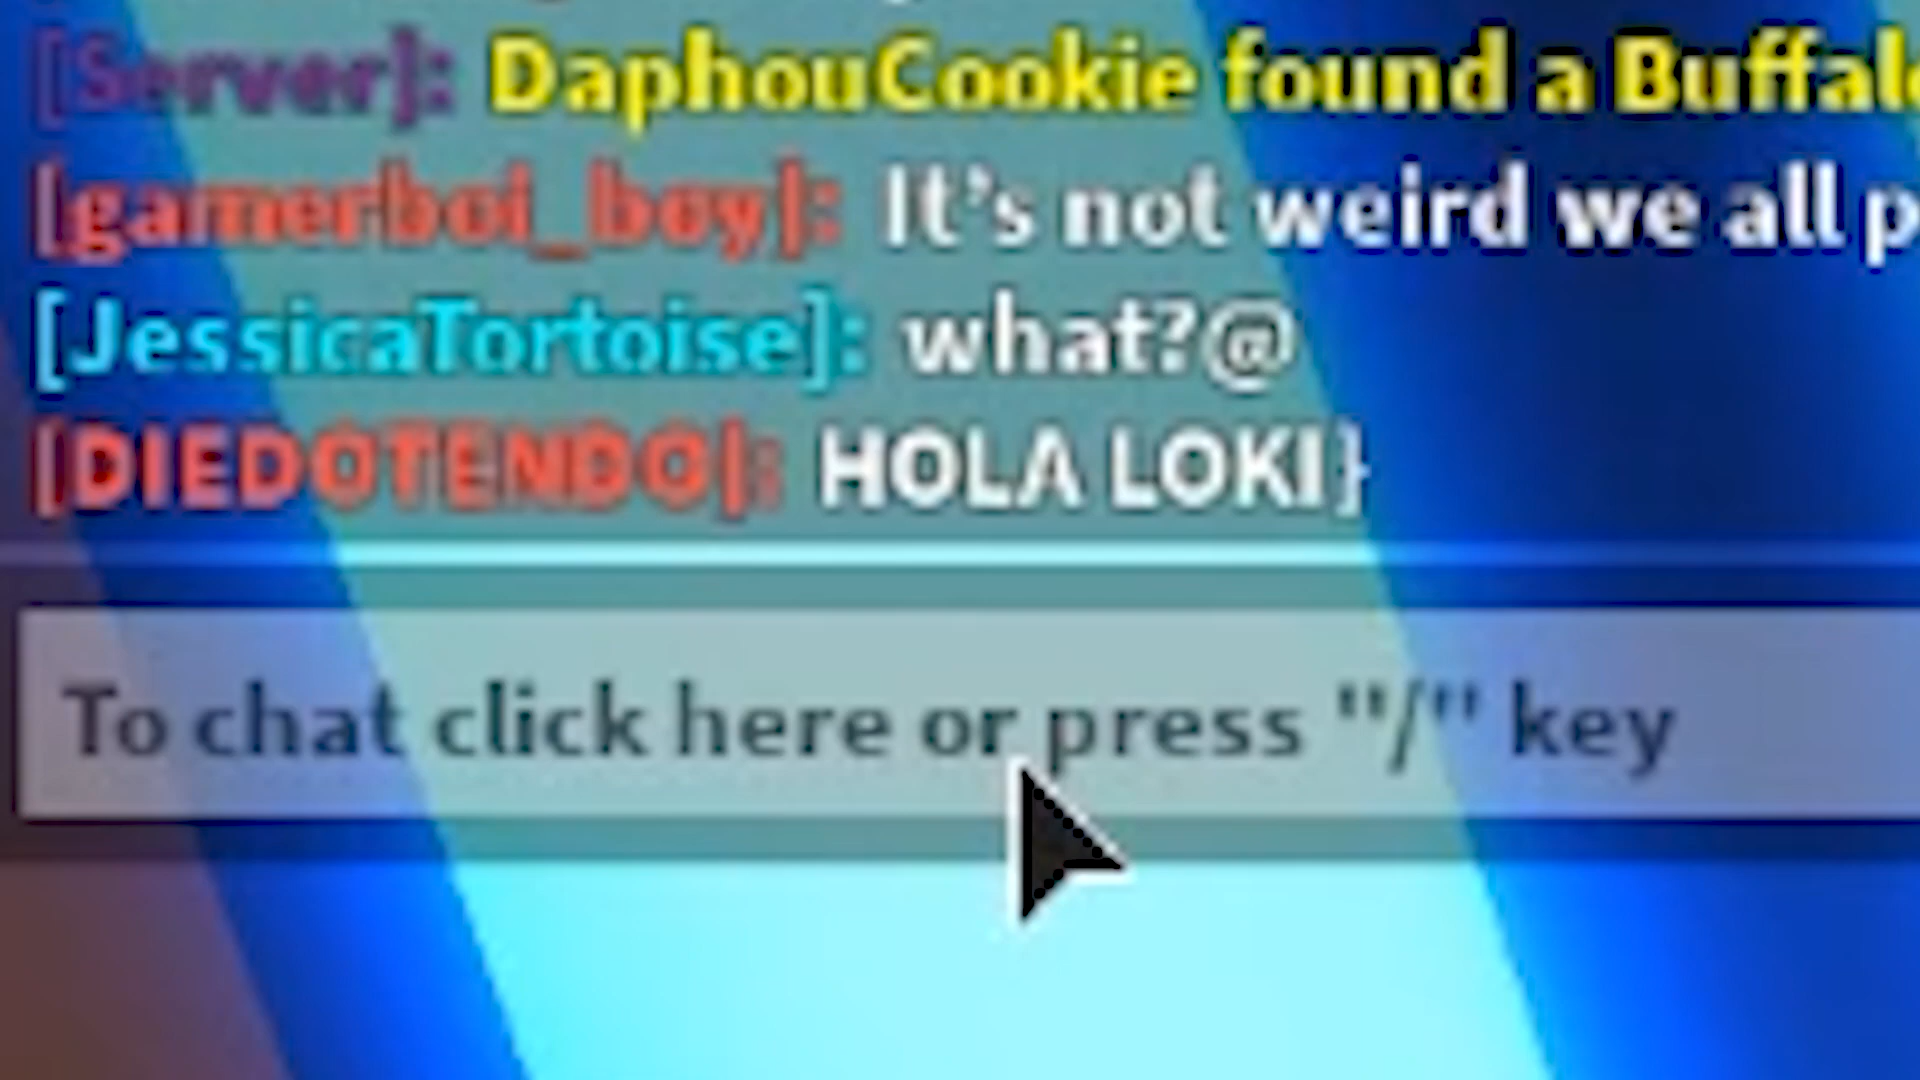 [Server]: DaphouCookie found a Buffalo
[gamerboi_boy]: It's not weird we all p
[JessicaTortoise]: what?@
[DIEDOTENDO]: HOLA LOKI}
To chat click here or press "/" key